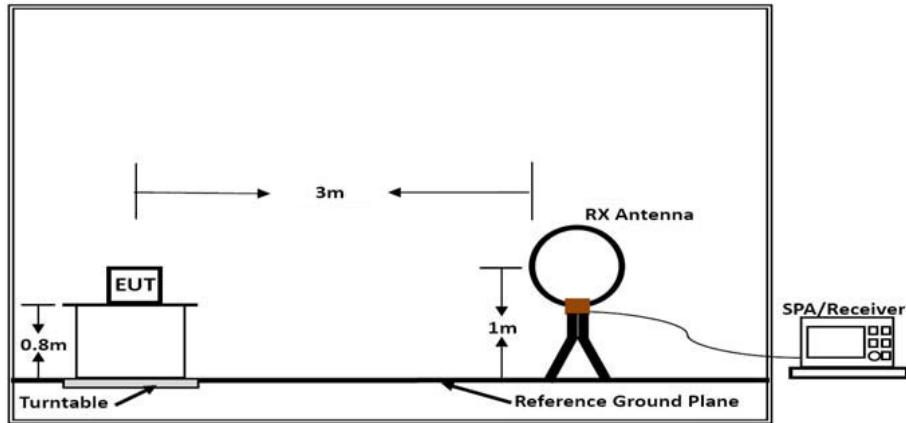 3m
RX Antenna
EUT
SPA/Receiver
0.8m
1m
Turntable
Reference Ground Plane